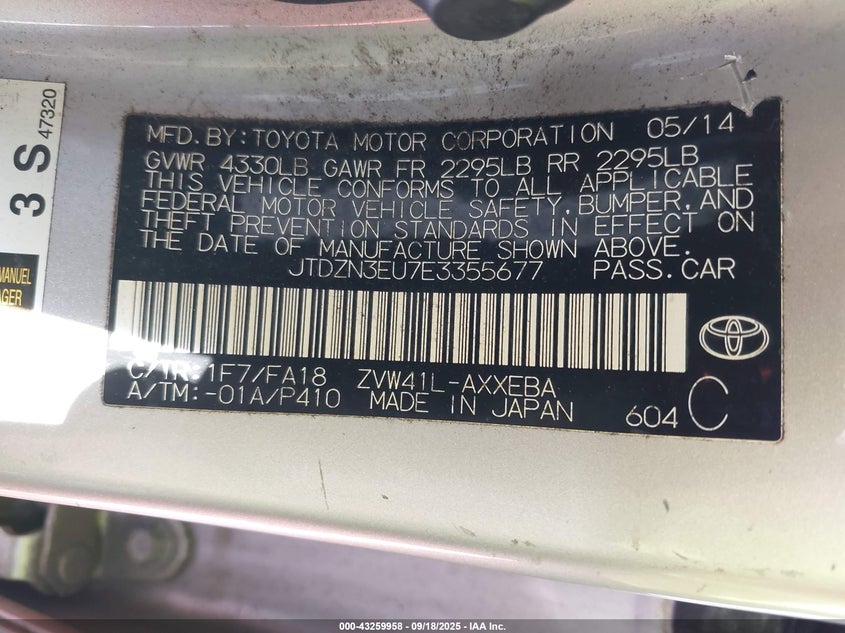 3 S 47320
MANUEL
AGER
MFD. BY: TOYOTA MOTOR CORPORATION 05/14
GVWR 4330LB GAWR FR 2295LB RR 2295LB
THIS VEHICLE CONFORMS TO ALL APPLICABLE
FEDERAL MOTOR VEHICLE SAFETY, BUMPER, AND
THEFT PREVENTION STANDARDS IN EFFECT ON
THE DATE OF MANUFACTURE SHOWN ABOVE.
JTDZN3EU7E3355677 PASS. CAR
C/TR: 1F7/FA18 ZVW41L-AXXEBA
A/TM: -01A/P410 MADE IN JAPAN 604 C
000-43259958 - 09/18/2025 - IAA Inc.